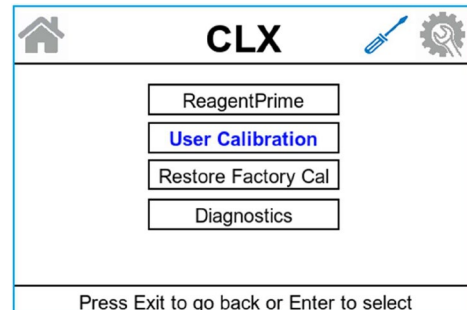 CLX
ReagentPrime
User Calibration
Restore Factory Cal
Diagnostics
Press Exit to go back or Enter to select